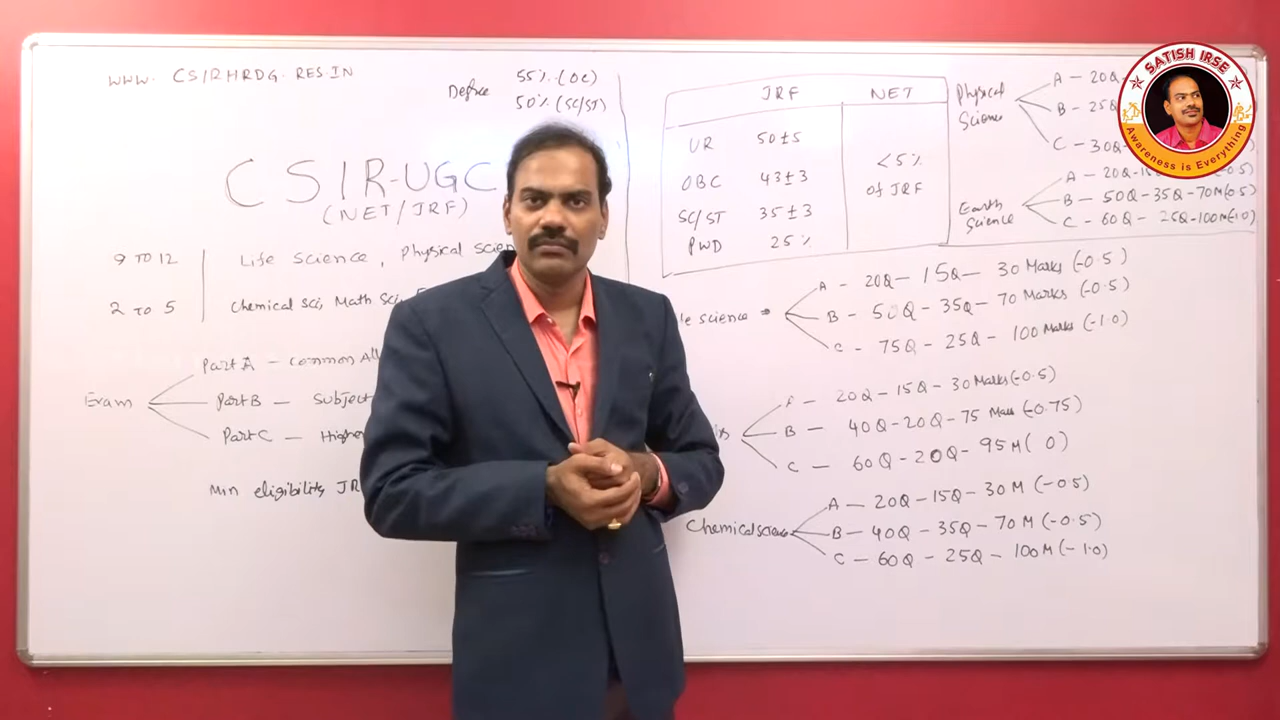 WWW. CSIRHRDG.RES.IN
Degree 55%.(OC)
50%(SC/ST)
CSIR-UGC
(NET/JRF)
9 TO 12 Life science, physical scien
2 TO 5 chemical sci, Math Sci,
Exam
Part A - common All
Part B - Subject
Part C - Higher
Min eligibility JR
JRF NET
UR 50±5
OBC 43±3
SC/ST 35±3
PWD 25%
<5%
of JRF
Physical Science
A - 20Q
B - 25Q
C - 30Q
Earth Science
A - 20Q-
B - 50Q-35Q-70M(-0.5)
C - 60Q- 25Q-100M(-1.0)
science
A - 20Q- 15Q- 30 Marks (-0.5)
B - 50Q-35Q-70 Marks (-0.5)
C - 75Q- 25Q- 100 Marks (-1.0)
- 20Q-15Q-30 Marks(-0.5)
B - 40Q-20Q-75 (-0.75)
C - 60Q-20Q-95M( 0)
Chemical science
A - 20Q-15Q-30M (-0.5)
B - 40Q-35Q-70M(-0.5)
C - 60Q- 25Q- 100M(-1.0)
SATISH IRSE
Awareness is Everything